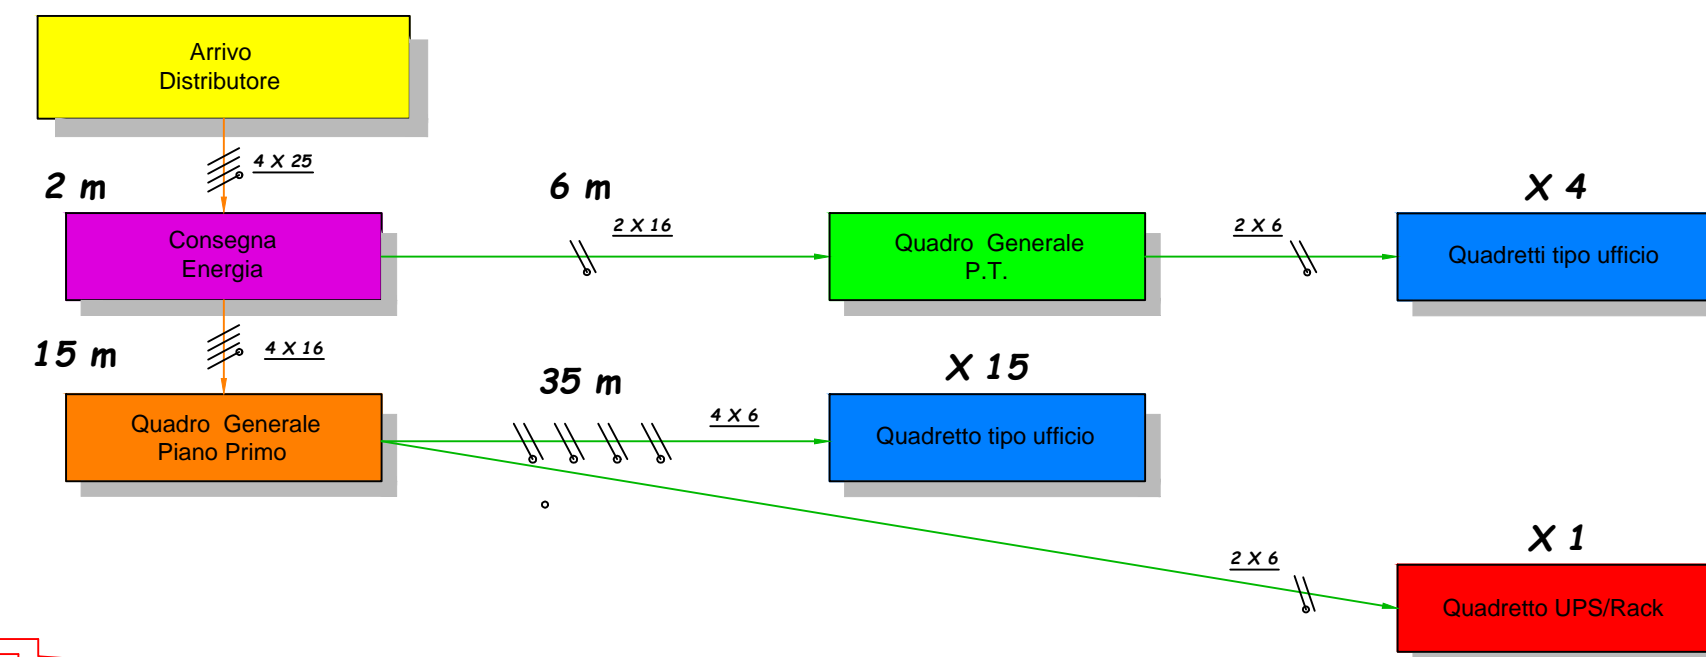 Arrivo
Distributore
4 X 25
2 m
6 m
X 4
2 X 16
2 X 6
Consegna
Energia
Quadro Generale
P.T.
Quadretti tipo ufficio
15 m
4 X 16
35 m
X 15
4 X 6
Quadro Generale
Piano Primo
Quadretto tipo ufficio
X 1
2 X 6
Quadretto UPS/Rack